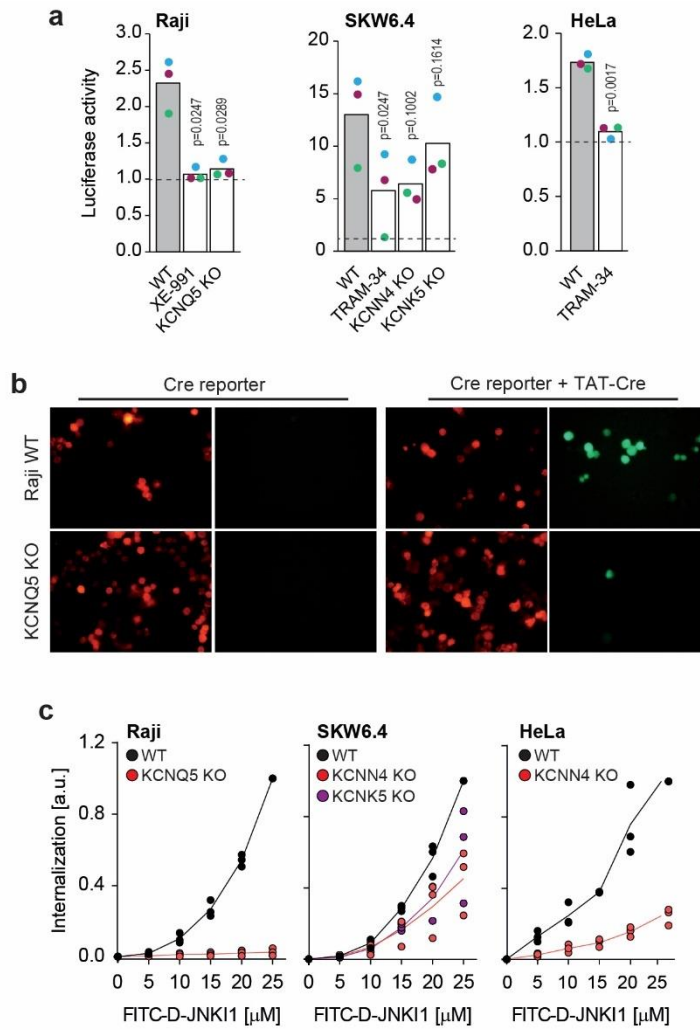 a
Raji
SKW6.4
HeLa
Luciferase activity
3.0
2.5
2.0
1.5
1.0
0.5
0.0
p=0.0247
p=0.0289
WT
XE-991
KCNQ5 KO
20
15
10
5
0
p=0.0247
p=0.1002
p=0.1614
WT
TRAM-34
KCNN4 KO
KCNK5 KO
2.0
1.5
1.0
0.5
0.0
p=0.0017
WT
TRAM-34
b
Cre reporter
Cre reporter + TAT-Cre
Raji WT
KCNQ5 KO
c
Raji
WT
KCNQ5 KO
SKW6.4
WT
KCNN4 KO
KCNK5 KO
HeLa
WT
KCNN4 KO
Internalization [a.u.]
1.2
0.8
0.4
0.0
0 5 10 15 20 25
0 5 10 15 20 25
0 5 10 15 20 25
FITC-D-JNKI1 [µM]
FITC-D-JNKI1 [µM]
FITC-D-JNKI1 [µM]